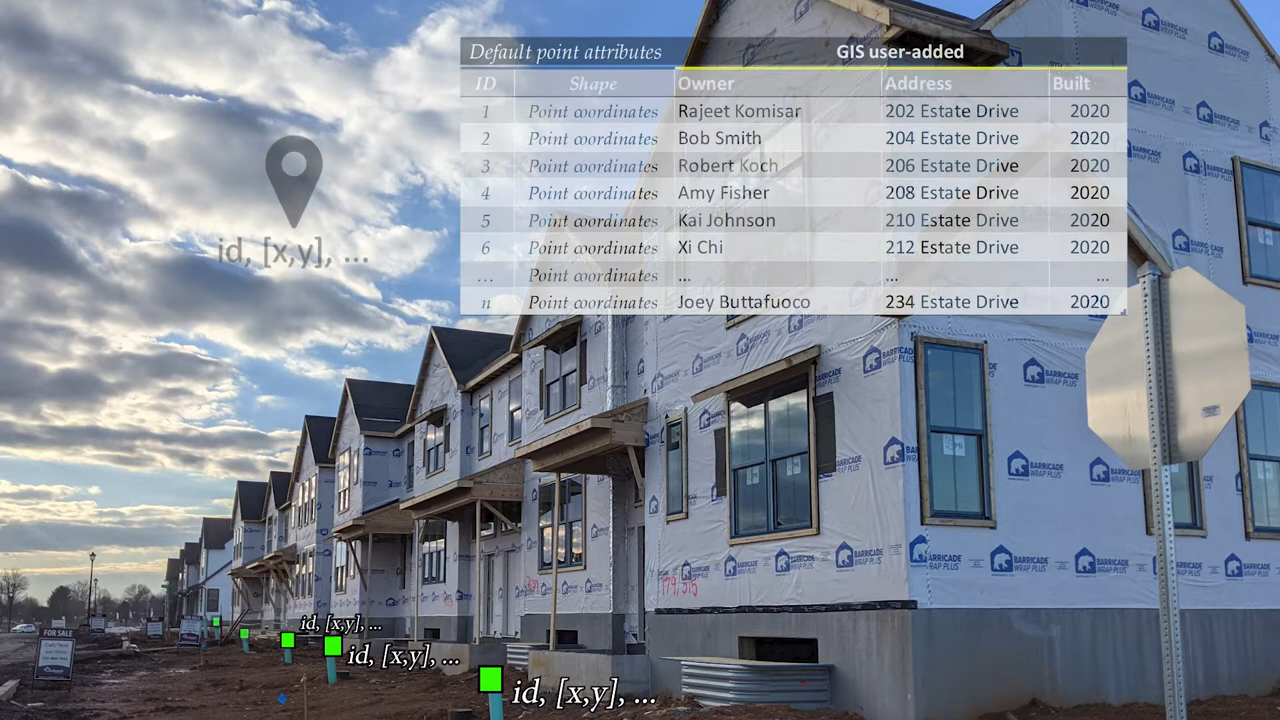 Default point attributes GIS user-added
ID Shape Owner Address Built
1 Point coordinates Rajeet Komisar 202 Estate Drive 2020
2 Point coordinates Bob Smith 204 Estate Drive 2020
3 Point coordinates Robert Koch 206 Estate Drive 2020
4 Point coordinates Amy Fisher 208 Estate Drive 2020
5 Point coordinates Kai Johnson 210 Estate Drive 2020
6 Point coordinates Xi Chi 212 Estate Drive 2020
... Point coordinates ... ... ...
n Point coordinates Joey Buttafuoco 234 Estate Drive 2020
id, [x,y], ...
BARRICADE
WRAP PLUS
179/315
id, [x,y], ...
id, [x,y], ...
id, [x,y], ...
FOR SALE